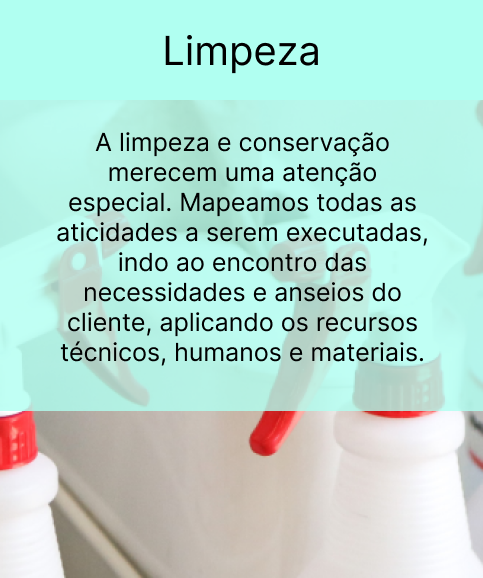 Limpeza
A limpeza e conservação
merecem uma atenção
especial. Mapeamos todas as
aticidades a serem executadas,
indo ao encontro das
necessidades e anseios do
cliente, aplicando os recursos
técnicos, humanos e materiais.